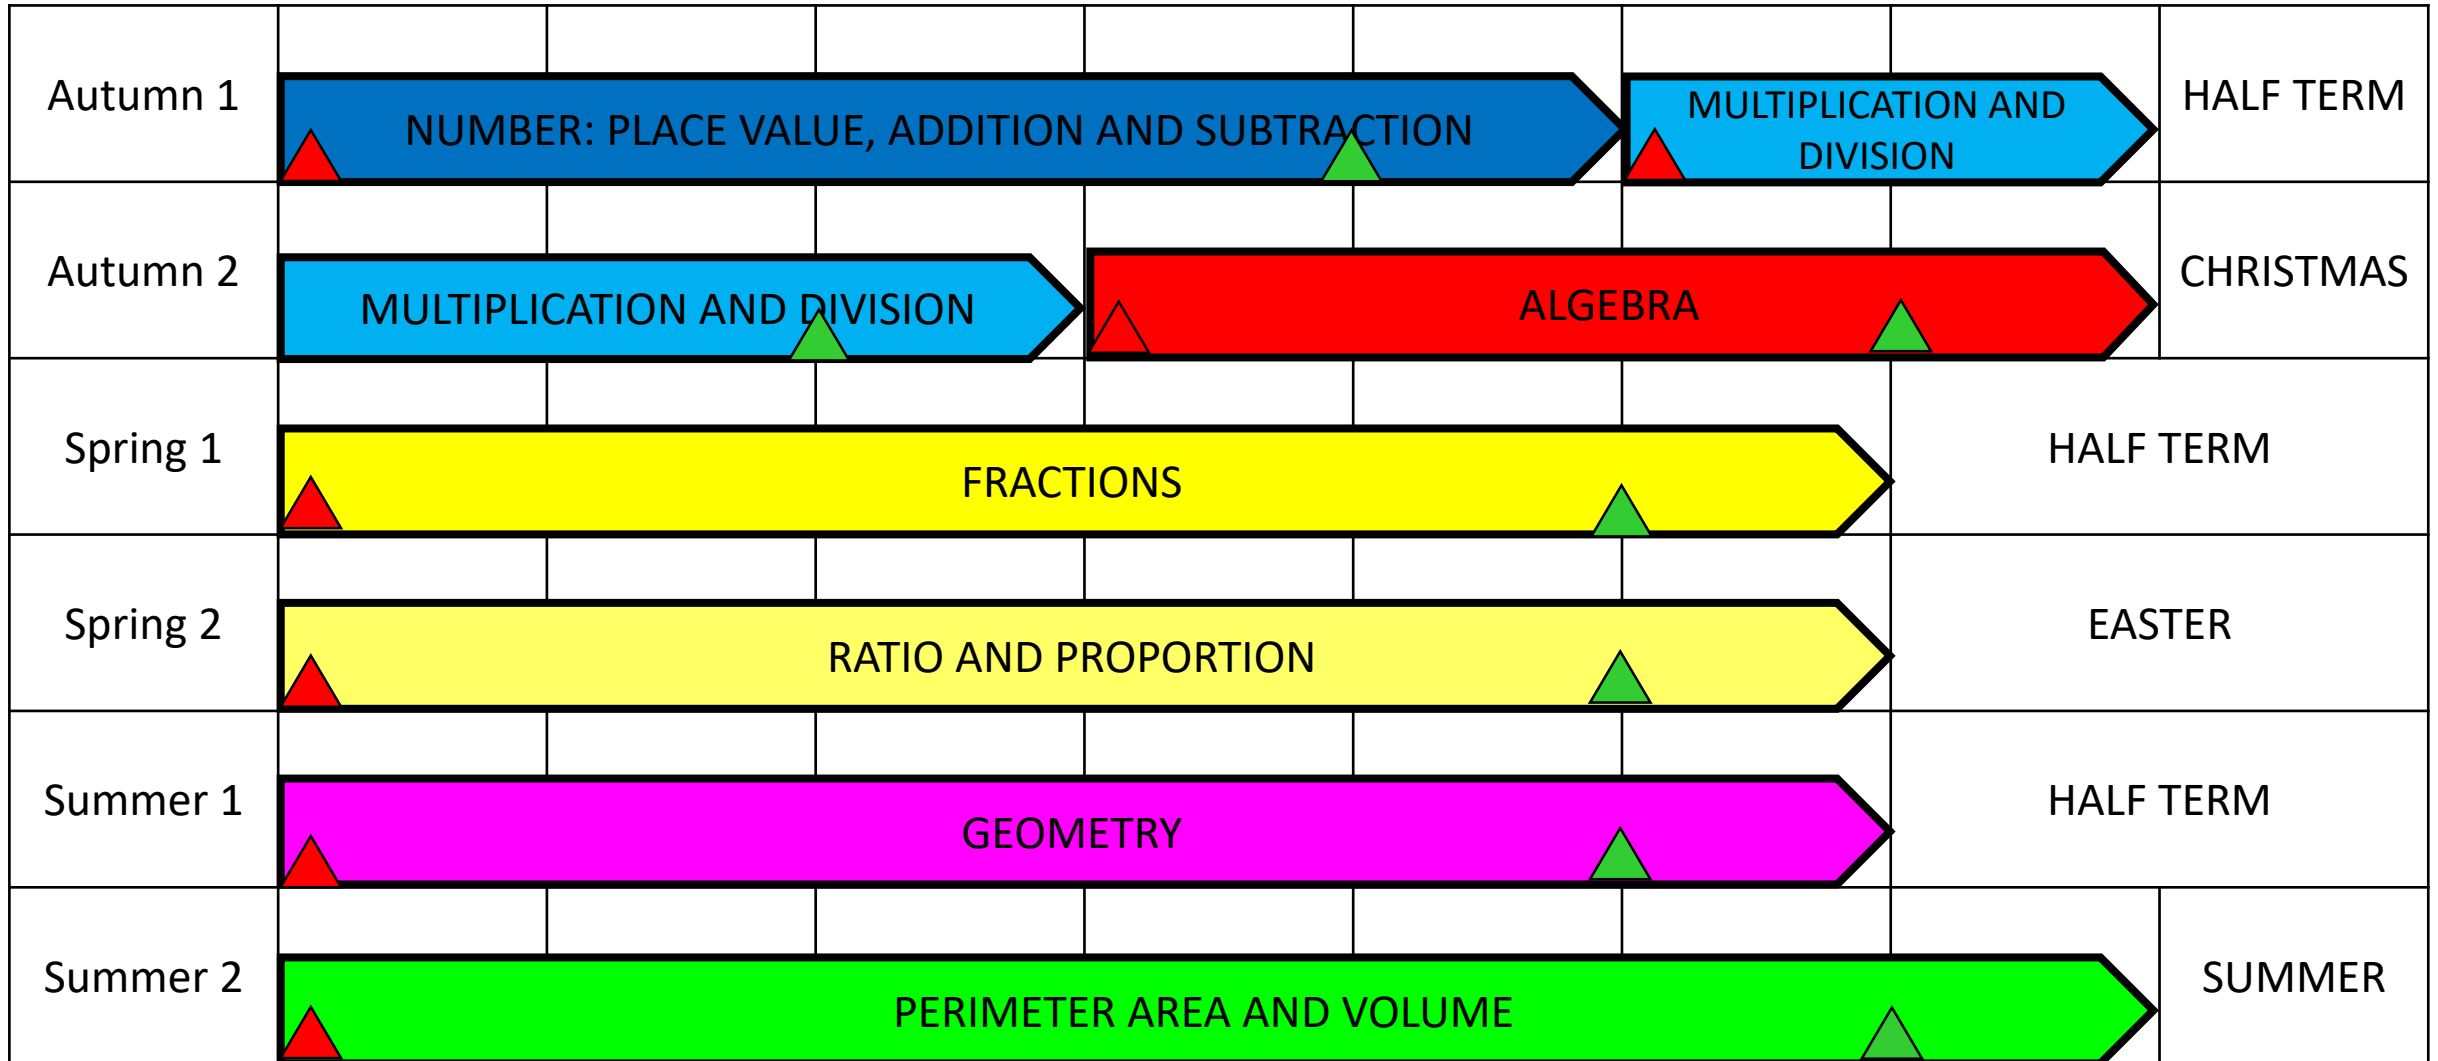 Autumn 1
NUMBER: PLACE VALUE, ADDITION AND SUBTRACTION
MULTIPLICATION AND
DIVISION
HALF TERM
Autumn 2
MULTIPLICATION AND DIVISION
ALGEBRA
CHRISTMAS
Spring 1
FRACTIONS
HALF TERM
Spring 2
RATIO AND PROPORTION
EASTER
Summer 1
GEOMETRY
HALF TERM
Summer 2
PERIMETER AREA AND VOLUME
SUMMER